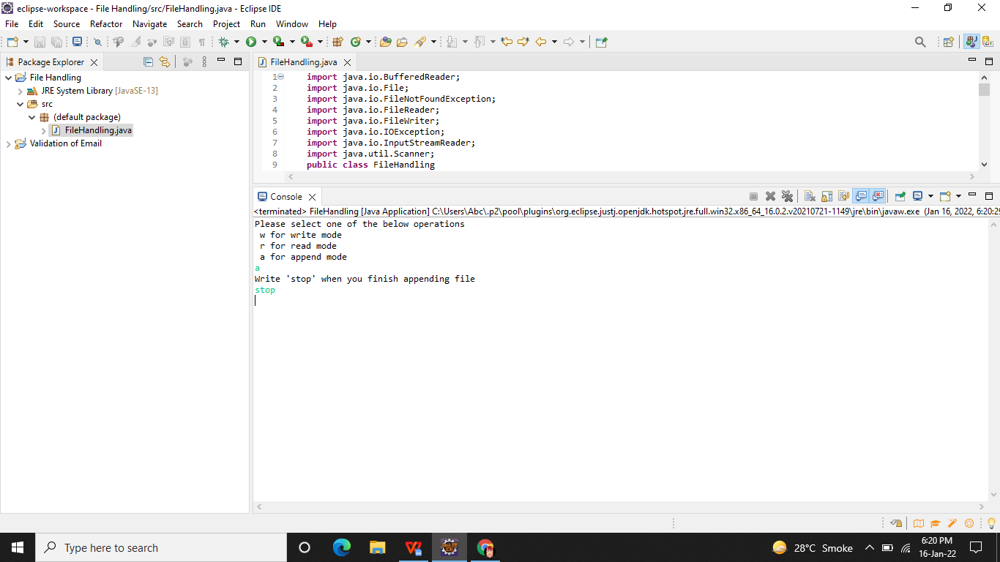 eclipse-workspace - File Handling/src/FileHandling.java - Eclipse IDE
File Edit Source Refactor Navigate Search Project Run Window Help
Package Explorer
File Handling
JRE System Library [JavaSE-13]
src
(default package)
FileHandling.java
Validation of Email
FileHandling.java
1 import java.io.BufferedReader;
2 import java.io.File;
3 import java.io.FileNotFoundException;
4 import java.io.FileReader;
5 import java.io.FileWriter;
6 import java.io.IOException;
7 import java.io.InputStreamReader;
8 import java.util.Scanner;
9 public class FileHandling
Console
<terminated> FileHandling [Java Application] C:\Users\Abc\.p2\pool\plugins\org.eclipse.justj.openjdk.hotspot.jre.full.win32.x86_64_16.0.2.v20210721-1149\jre\bin\javaw.exe (Jan 16, 2022, 6:20:29
Please select one of the below operations
w for write mode
r for read mode
a for append mode
a
Write 'stop' when you finish appending file
stop
Type here to search
28°C Smoke
6:20 PM
16-Jan-22